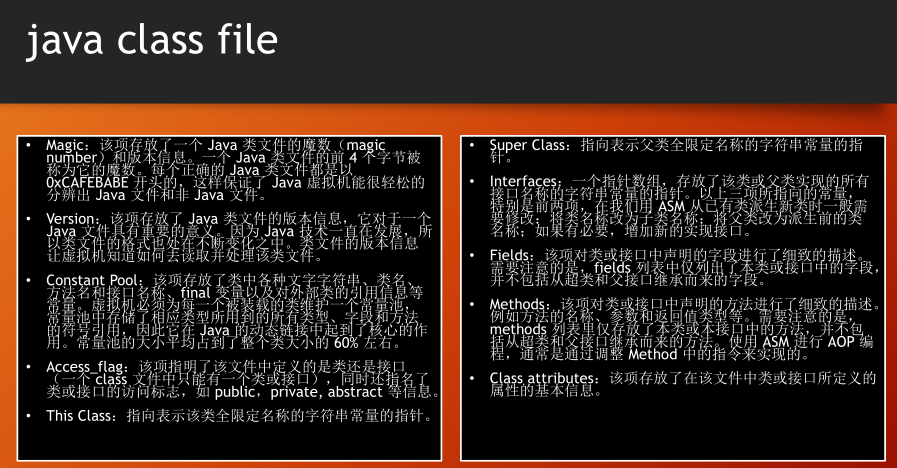 java class file
• Magic：该项存放了一个 Java 类文件的魔数（magic
number）和版本信息。一个 Java 类文件的前 4 个字节被
称为它的魔数。每个正确的 Java 类文件都是以
0xCAFEBABE 开头的，这样保证了 Java 虚拟机能很轻松的
分辨出 Java 文件和非 Java 文件。
• Version：该项存放了 Java 类文件的版本信息，它对于一个
Java 文件具有重要的意义。因为 Java 技术一直在发展，所
以类文件的格式也处在不断变化之中。类文件的版本信息
让虚拟机知道如何去读取并处理该类文件。
• Constant Pool：该项存放了类中各种文字字符串、类名、
方法名和接口名称、final 变量以及对外部类的引用信息等
常量。虚拟机必须为每一个被装载的类维护一个常量池，
常量池中存储了相应类型所用到的所有类型、字段和方法
的符号引用，因此它在 Java 的动态链接中起到了核心的作
用。常量池的大小平均占到了整个类大小的 60% 左右。
• Access_flag：该项指明了该文件中定义的是类还是接口
（一个 class 文件中只能有一个类或接口），同时还指名了
类或接口的访问标志，如 public，private, abstract 等信息。
• This Class：指向表示该类全限定名称的字符串常量的指针。
• Super Class：指向表示父类全限定名称的字符串常量的指
针。
• Interfaces：一个指针数组，存放了该类或父类实现的所有
接口名称的字符串常量的指针。以上三项所指向的常量，
特别是前两项，在我们用 ASM 从已有类派生新类时一般需
要修改：将类名称改为子类名称；将父类改为派生前的类
名称；如果有必要，增加新的实现接口。
• Fields：该项对类或接口中声明的字段进行了细致的描述。
需要注意的是，fields 列表中仅列出了本类或接口中的字段，
并不包括从超类和父接口继承而来的字段。
• Methods：该项对类或接口中声明的方法进行了细致的描述。
例如方法的名称、参数和返回值类型等。需要注意的是，
methods 列表里仅存放了本类或本接口中的方法，并不包
括从超类和父接口继承而来的方法。使用 ASM 进行 AOP 编
程，通常是通过调整 Method 中的指令来实现的。
• Class attributes：该项存放了在该文件中类或接口所定义的
属性的基本信息。